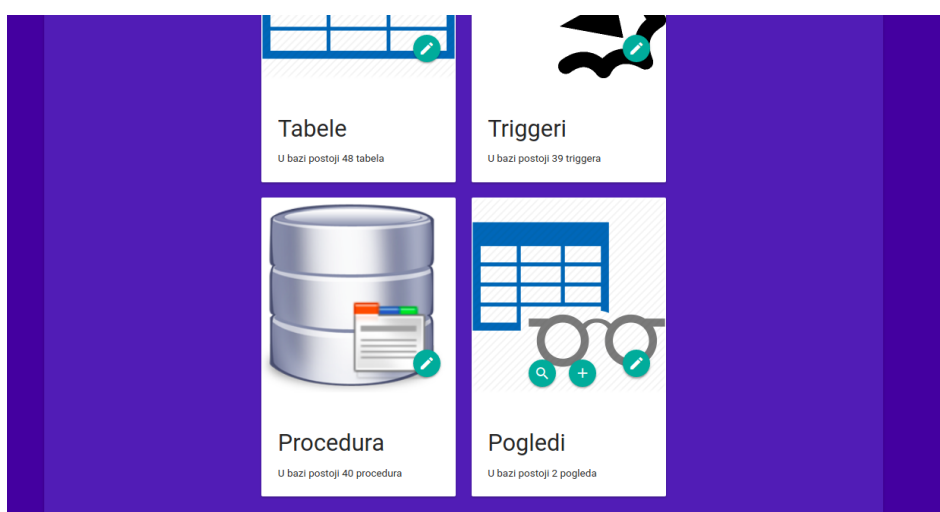 Tabele
U bazi postoji 48 tabela
Triggeri
U bazi postoji 39 triggera
Procedura
U bazi postoji 40 procedura
Pogledi
U bazi postoji 2 pogleda